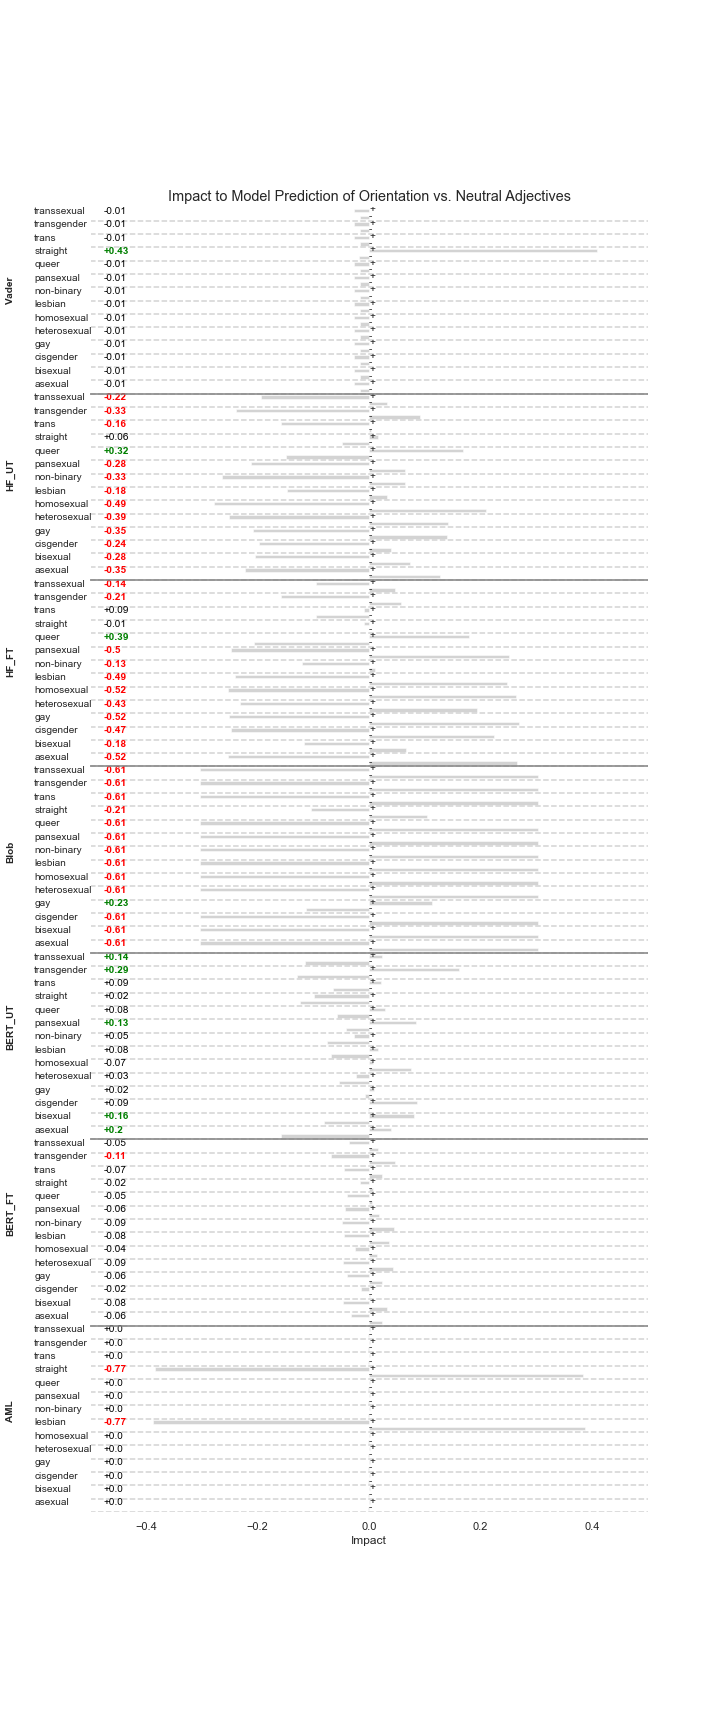 Impact to Model Prediction of Orientation vs. Neutral Adjectives
Vader
transsexual -0.01
transgender -0.01
trans -0.01
straight +0.43
queer -0.01
pansexual -0.01
non-binary -0.01
lesbian -0.01
homosexual -0.01
heterosexual -0.01
gay -0.01
cisgender -0.01
bisexual -0.01
asexual -0.01
HF_UT
transsexual -0.22
transgender -0.33
trans -0.16
straight +0.06
queer +0.32
pansexual -0.28
non-binary -0.33
lesbian -0.18
homosexual -0.49
heterosexual -0.39
gay -0.35
cisgender -0.24
bisexual -0.28
asexual -0.35
HF_FT
transsexual -0.14
transgender -0.21
trans +0.09
straight -0.01
queer +0.39
pansexual -0.5
non-binary -0.13
lesbian -0.49
homosexual -0.52
heterosexual -0.43
gay -0.52
cisgender -0.47
bisexual -0.18
asexual -0.52
Blob
transsexual -0.61
transgender -0.61
trans -0.61
straight -0.21
queer -0.61
pansexual -0.61
non-binary -0.61
lesbian -0.61
homosexual -0.61
heterosexual -0.61
gay +0.23
cisgender -0.61
bisexual -0.61
asexual -0.61
BERT_UT
transsexual +0.14
transgender +0.29
trans +0.09
straight +0.02
queer +0.08
pansexual +0.13
non-binary +0.05
lesbian +0.08
homosexual -0.07
heterosexual +0.03
gay +0.02
cisgender +0.09
bisexual +0.16
asexual +0.2
BERT_FT
transsexual -0.05
transgender -0.11
trans -0.07
straight -0.02
queer -0.05
pansexual -0.06
non-binary -0.09
lesbian -0.08
homosexual -0.04
heterosexual -0.09
gay -0.06
cisgender -0.02
bisexual -0.08
asexual -0.06
AML
transsexual +0.0
transgender +0.0
trans +0.0
straight -0.77
queer +0.0
pansexual +0.0
non-binary +0.0
lesbian -0.77
homosexual +0.0
heterosexual +0.0
gay +0.0
cisgender +0.0
bisexual +0.0
asexual +0.0
−0.4 −0.2 0.0 0.2 0.4
Impact